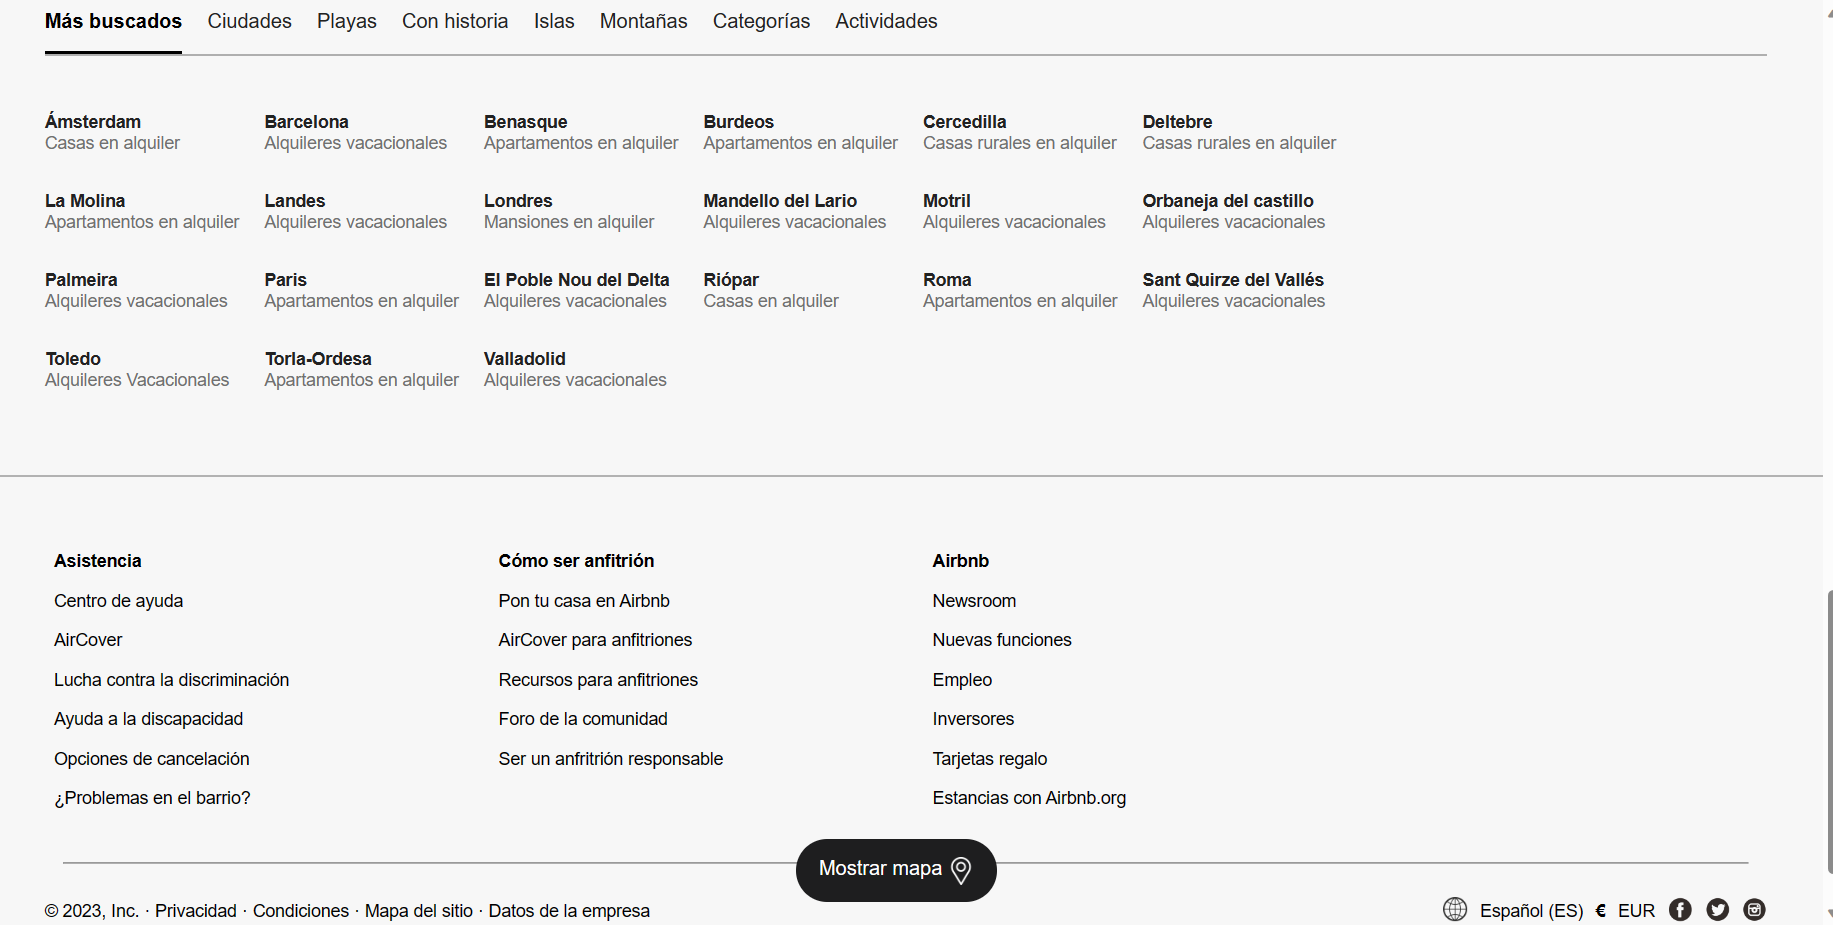 Más buscados Ciudades Playas Con historia Islas Montañas Categorías Actividades
Ámsterdam Barcelona Benasque Burdeos Cercedilla Deltebre
Casas en alquiler Alquileres vacacionales Apartamentos en alquiler Apartamentos en alquiler Casas rurales en alquiler Casas rurales en alquiler
La Molina Landes Londres Mandello del Lario Motril Orbaneja del castillo
Apartamentos en alquiler Alquileres vacacionales Mansiones en alquiler Alquileres vacacionales Alquileres vacacionales Alquileres vacacionales
Palmeira Paris El Poble Nou del Delta Riópar Roma Sant Quirze del Vallés
Alquileres vacacionales Apartamentos en alquiler Alquileres vacacionales Casas en alquiler Apartamentos en alquiler Alquileres vacacionales
Toledo Torla-Ordesa Valladolid
Alquileres Vacacionales Apartamentos en alquiler Alquileres vacacionales
Asistencia Cómo ser anfitrión Airbnb
Centro de ayuda Pon tu casa en Airbnb Newsroom
AirCover AirCover para anfitriones Nuevas funciones
Lucha contra la discriminación Recursos para anfitriones Empleo
Ayuda a la discapacidad Foro de la comunidad Inversores
Opciones de cancelación Ser un anfritrión responsable Tarjetas regalo
¿Problemas en el barrio? Estancias con Airbnb.org
Mostrar mapa
© 2023, Inc. · Privacidad · Condiciones · Mapa del sitio · Datos de la empresa Español (ES) € EUR